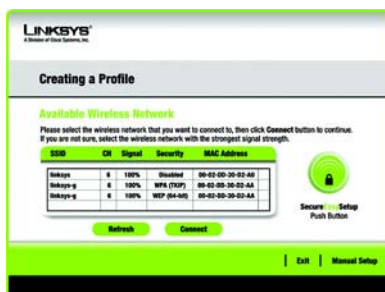 LINKSYS®
A Division of Cisco Systems, Inc.
Creating a Profile
Available Wireless Network
Please select the wireless network that you want to connect to, then click Connect button to continue.
If you are not sure, select the wireless network with the strongest signal strength.
SSID CH Signal Security MAC Address
linksys 6 100% Disabled 00-02-DD-30-D2-A0
linksys-g 6 100% WPA (TKIP) 00-02-DD-30-D2-AA
linksys-g 6 100% WEP (64-bit) 00-02-DD-30-D2-AA
SecureEasySetup
Push Button
Refresh Connect
Exit Manual Setup